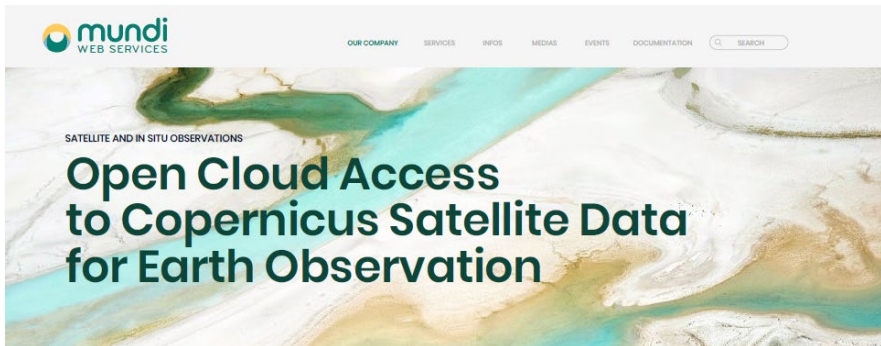 mundi
WEB SERVICES
OUR COMPANY SERVICES INFOS MEDIAS EVENTS DOCUMENTATION SEARCH
SATELLITE AND IN SITU OBSERVATIONS
Open Cloud Access
to Copernicus Satellite Data
for Earth Observation